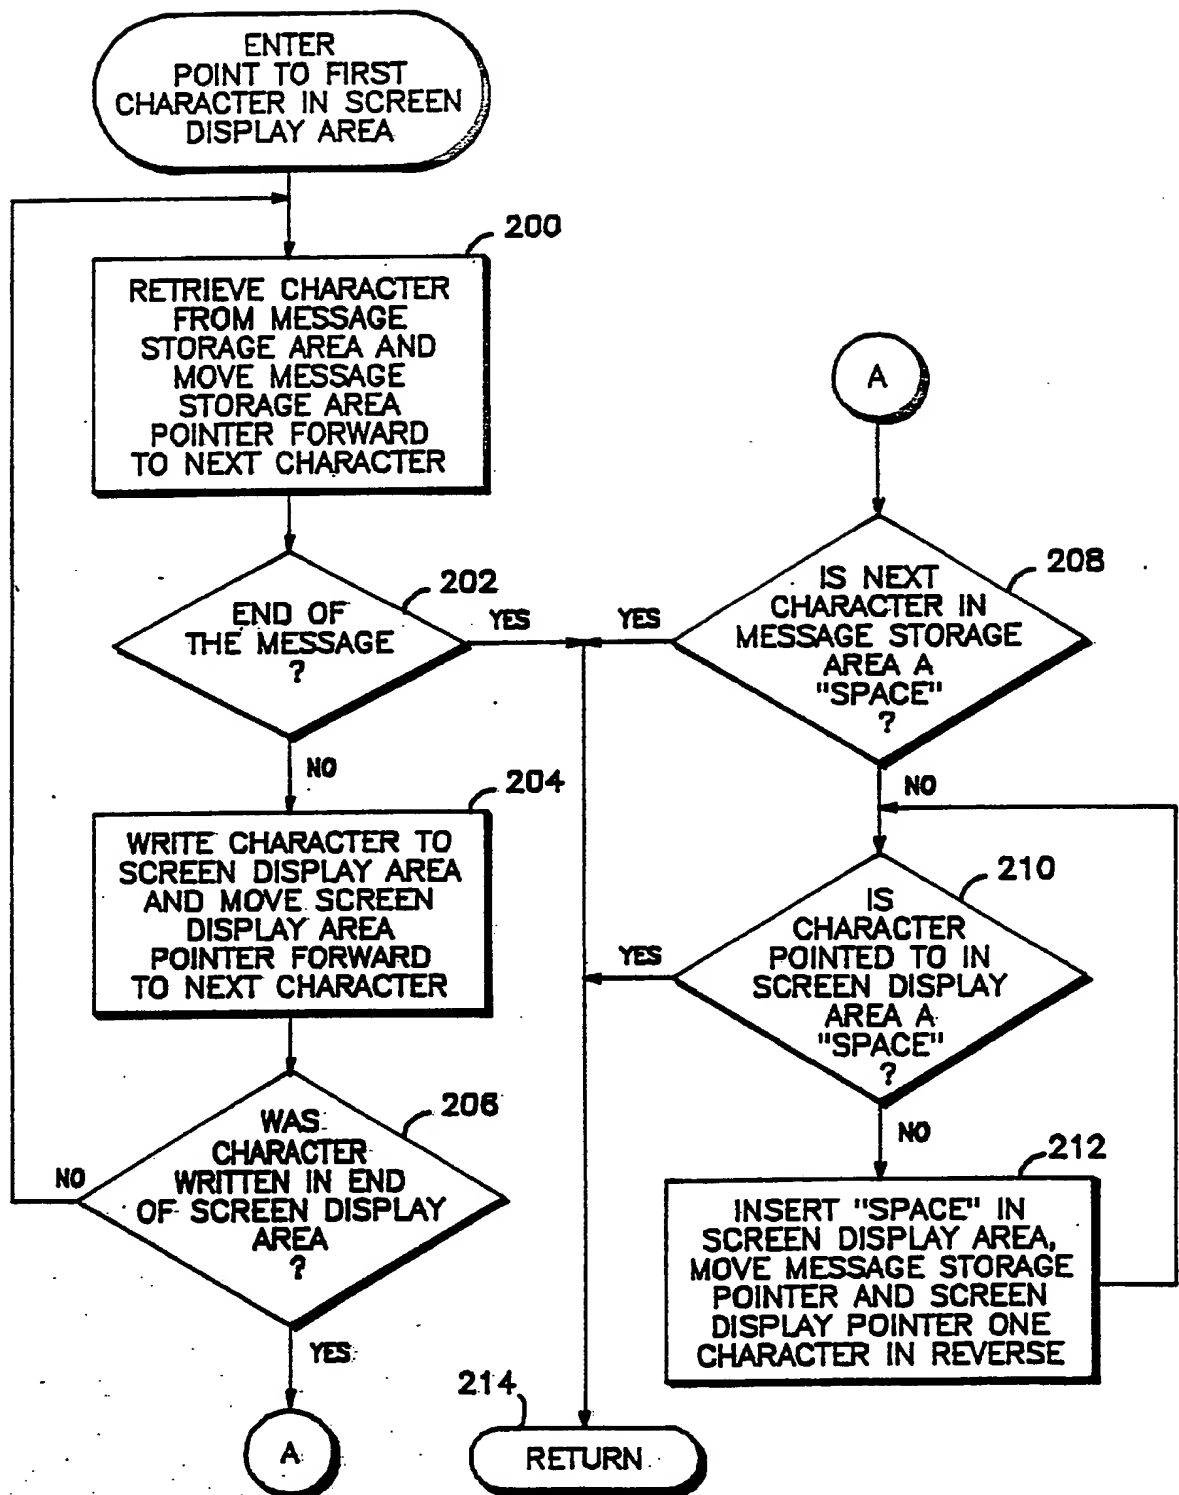 ENTER
POINT TO FIRST
CHARACTER IN SCREEN
DISPLAY AREA
200
RETRIEVE CHARACTER
FROM MESSAGE
STORAGE AREA AND
MOVE MESSAGE
STORAGE AREA
POINTER FORWARD
TO NEXT CHARACTER
202
END OF
THE MESSAGE
?
YES
NO
204
WRITE CHARACTER TO
SCREEN DISPLAY AREA
AND MOVE SCREEN
DISPLAY AREA
POINTER FORWARD
TO NEXT CHARACTER
206
WAS
CHARACTER
WRITTEN IN END
OF SCREEN DISPLAY
AREA
?
NO
YES
A
A
208
IS NEXT
CHARACTER IN
MESSAGE STORAGE
AREA A
"SPACE"
?
YES
NO
210
IS
CHARACTER
POINTED TO IN
SCREEN DISPLAY
AREA A
"SPACE"
?
YES
NO
212
INSERT "SPACE" IN
SCREEN DISPLAY AREA,
MOVE MESSAGE STORAGE
POINTER AND SCREEN
DISPLAY POINTER ONE
CHARACTER IN REVERSE
214
RETURN